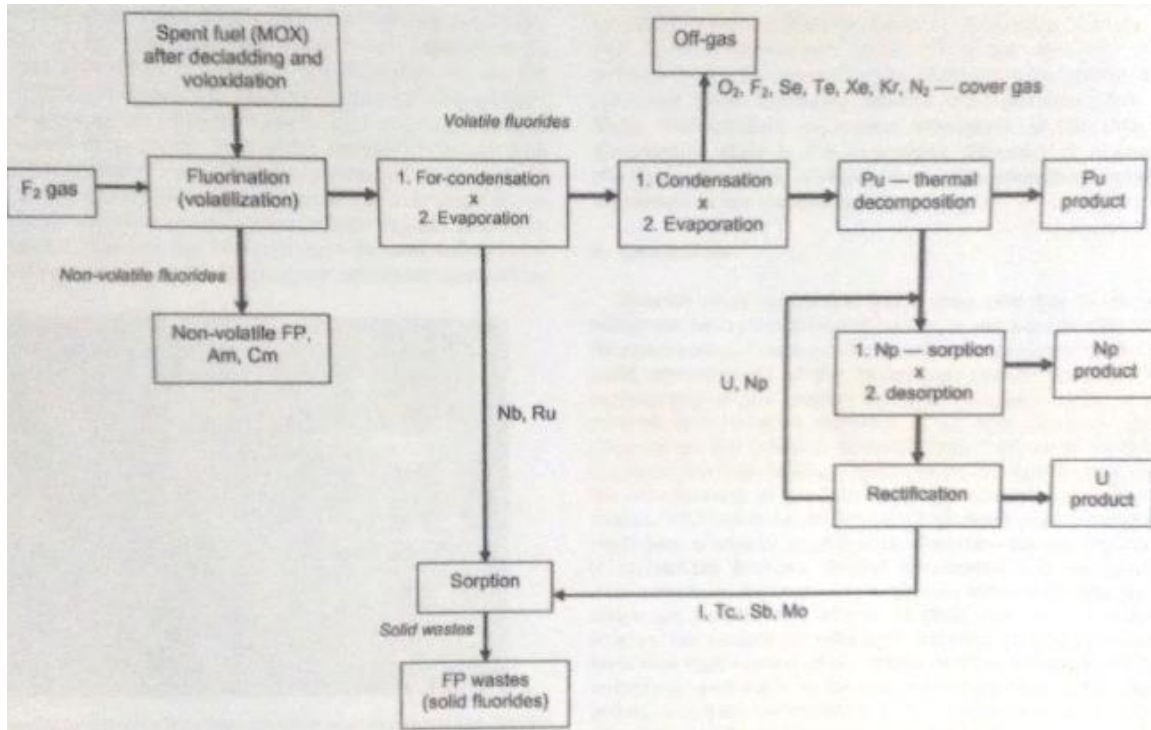 Spent fuel (MOX)
after decladding and
voloxidation
Off-gas
O₂, F₂, Se, Te, Xe, Kr, N₂ — cover gas
Volatile fluorides
F₂ gas
Fluorination
(volatilization)
1. For-condensation
x
2. Evaporation
1. Condensation
x
2. Evaporation
Pu — thermal
decomposition
Pu
product
Non-volatile fluorides
Non-volatile FP,
Am, Cm
Nb, Ru
U, Np
1. Np — sorption
x
2. desorption
Np
product
Rectification
U
product
Sorption
I, Tc,, Sb, Mo
Solid wastes
FP wastes
(solid fluorides)